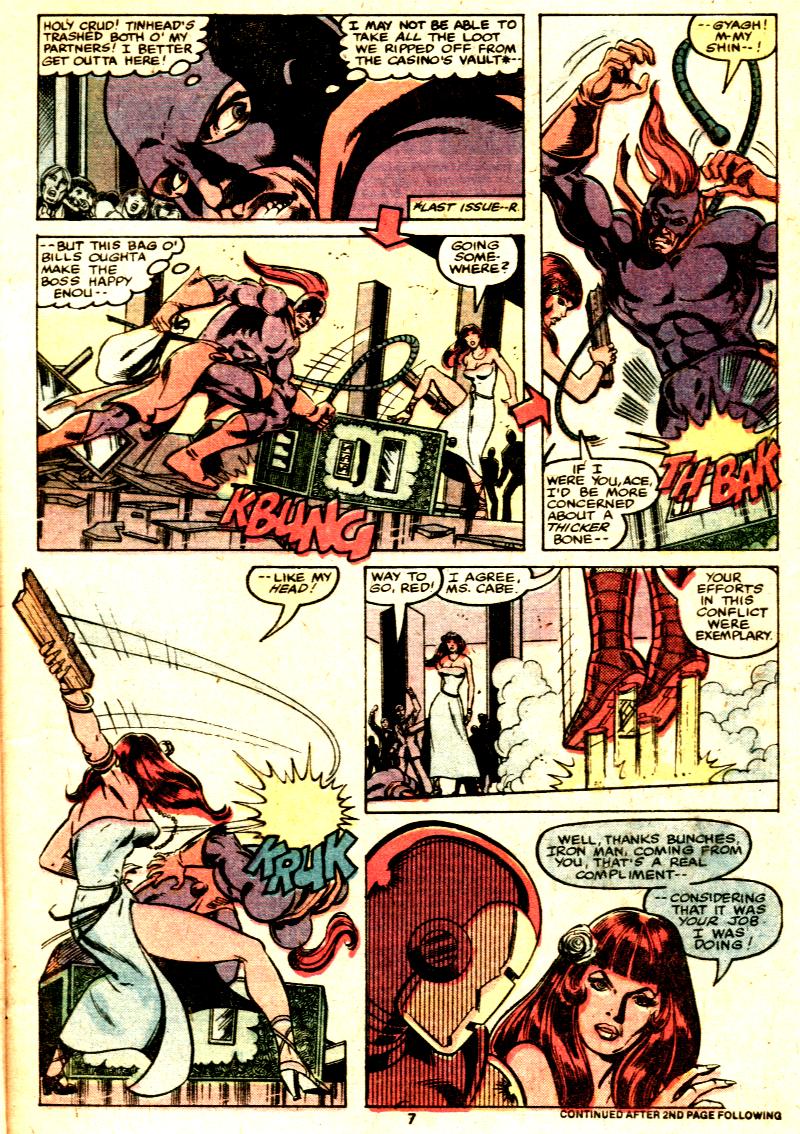 HOLY CRUD! TINHEAD'S
TRASHED BOTH O' MY
PARTNERS! I BETTER
GET OUTTA HERE!
I MAY NOT BE ABLE TO
TAKE ALL THE LOOT
WE RIPPED OFF FROM
THE CASINO'S VAULT*--
*LAST ISSUE--R
--BUT THIS BAG O'
BILLS OUGHTA
MAKE THE
BOSS HAPPY
ENOU--
GOING
SOME-
WHERE?
KBUNG
--GYAGH!
M-MY
SHIN--!
TH-BAK
IF I
WERE YOU, ACE,
I'D BE MORE
CONCERNED
ABOUT A
THICKER
BONE--
--LIKE MY
HEAD!
KRUK
WAY TO
GO, RED!
I AGREE,
MS. CABE.
YOUR
EFFORTS
IN THIS
CONFLICT
WERE
EXEMPLARY.
WELL, THANKS BUNCHES,
IRON MAN. COMING FROM
YOU, THAT'S A REAL
COMPLIMENT--
--CONSIDERING
THAT IT WAS
YOUR JOB
I WAS
DOING!
7
CONTINUED AFTER 2ND PAGE FOLLOWING